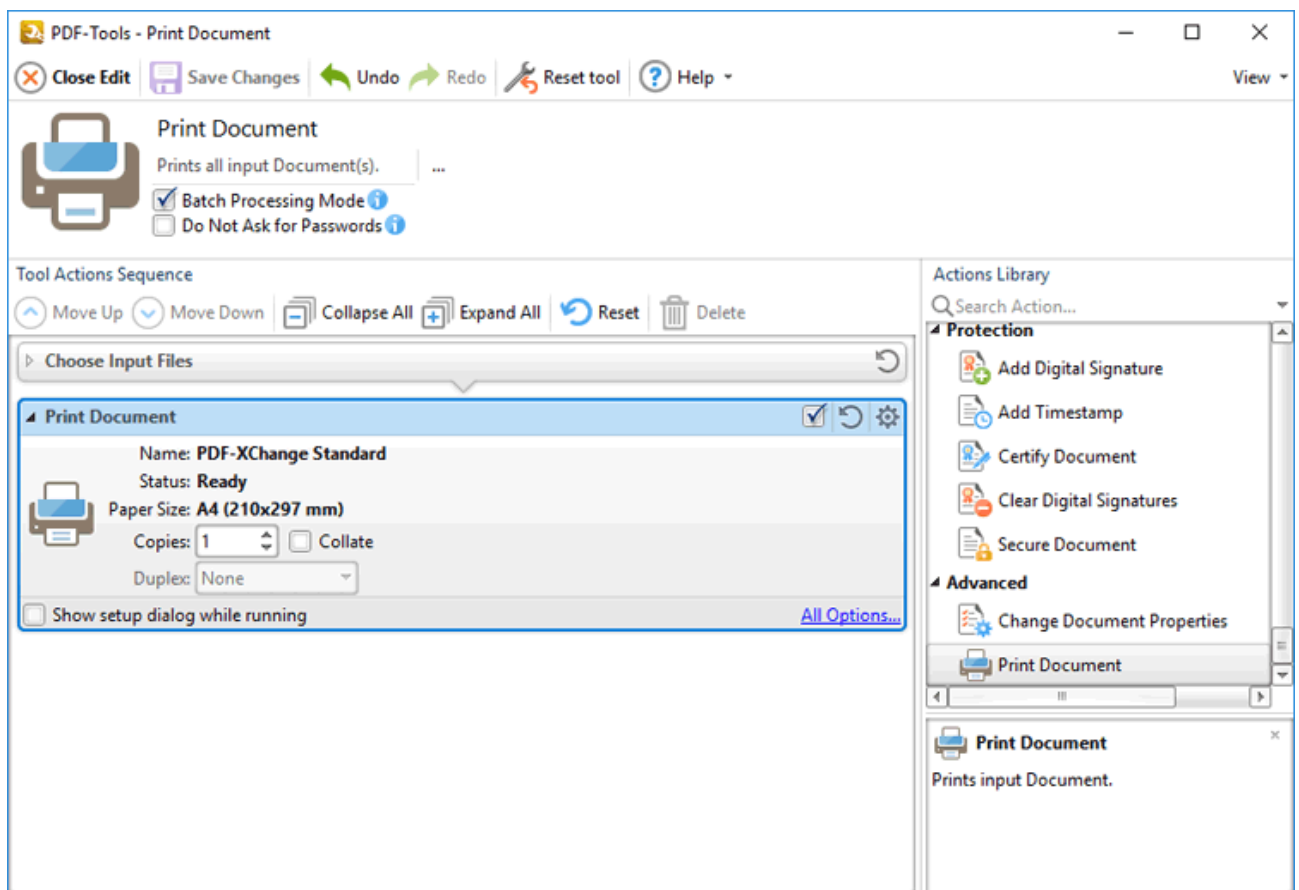 PDF-Tools - Print Document
Close Edit Save Changes Undo Redo Reset tool ? Help View
Print Document
Prints all input Document(s). ...
Batch Processing Mode i
Do Not Ask for Passwords i
Tool Actions Sequence
Move Up Move Down Collapse All Expand All Reset Delete
Choose Input Files
Print Document
Name: PDF-XChange Standard
Status: Ready
Paper Size: A4 (210x297 mm)
Copies: 1 Collate
Duplex: None
Show setup dialog while running All Options...
Actions Library
Search Action...
Protection
Add Digital Signature
Add Timestamp
Certify Document
Clear Digital Signatures
Secure Document
Advanced
Change Document Properties
Print Document
Print Document
Prints input Document.